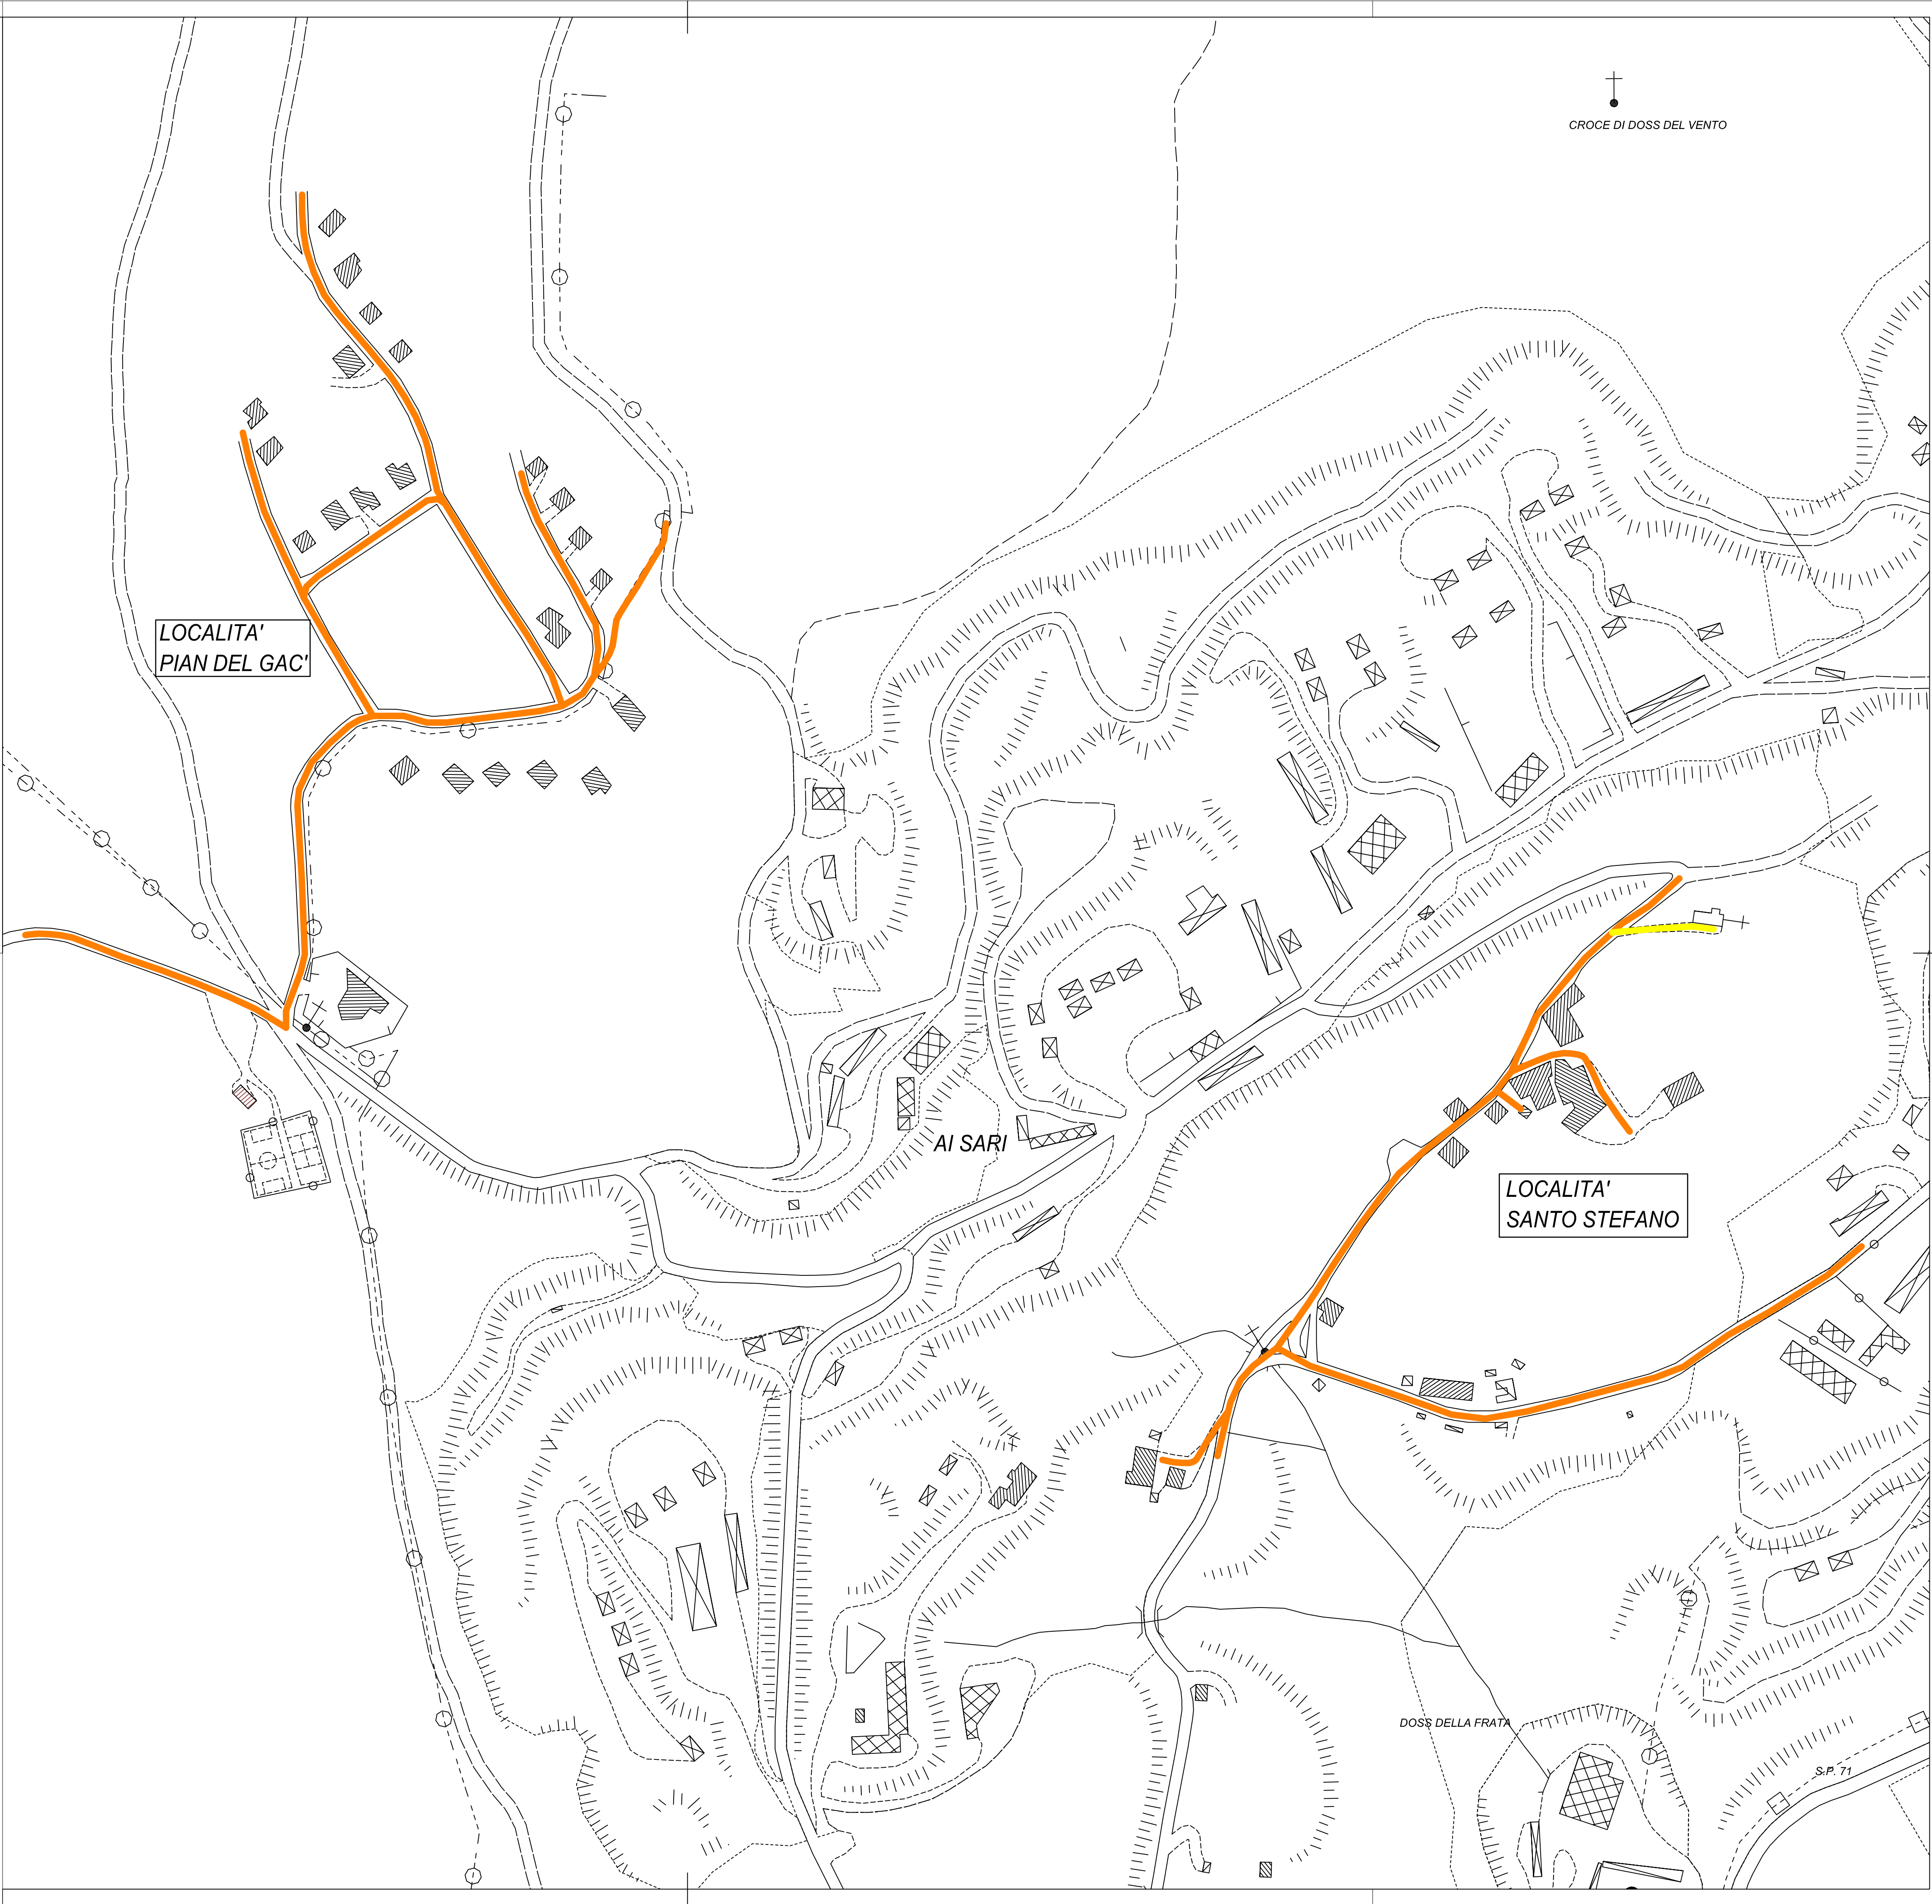 CROCE DI DOSS DEL VENTO
LOCALITA'
PIAN DEL GAC'
AI SARI
LOCALITA'
SANTO STEFANO
DOSS DELLA FRATA
S.P. 71